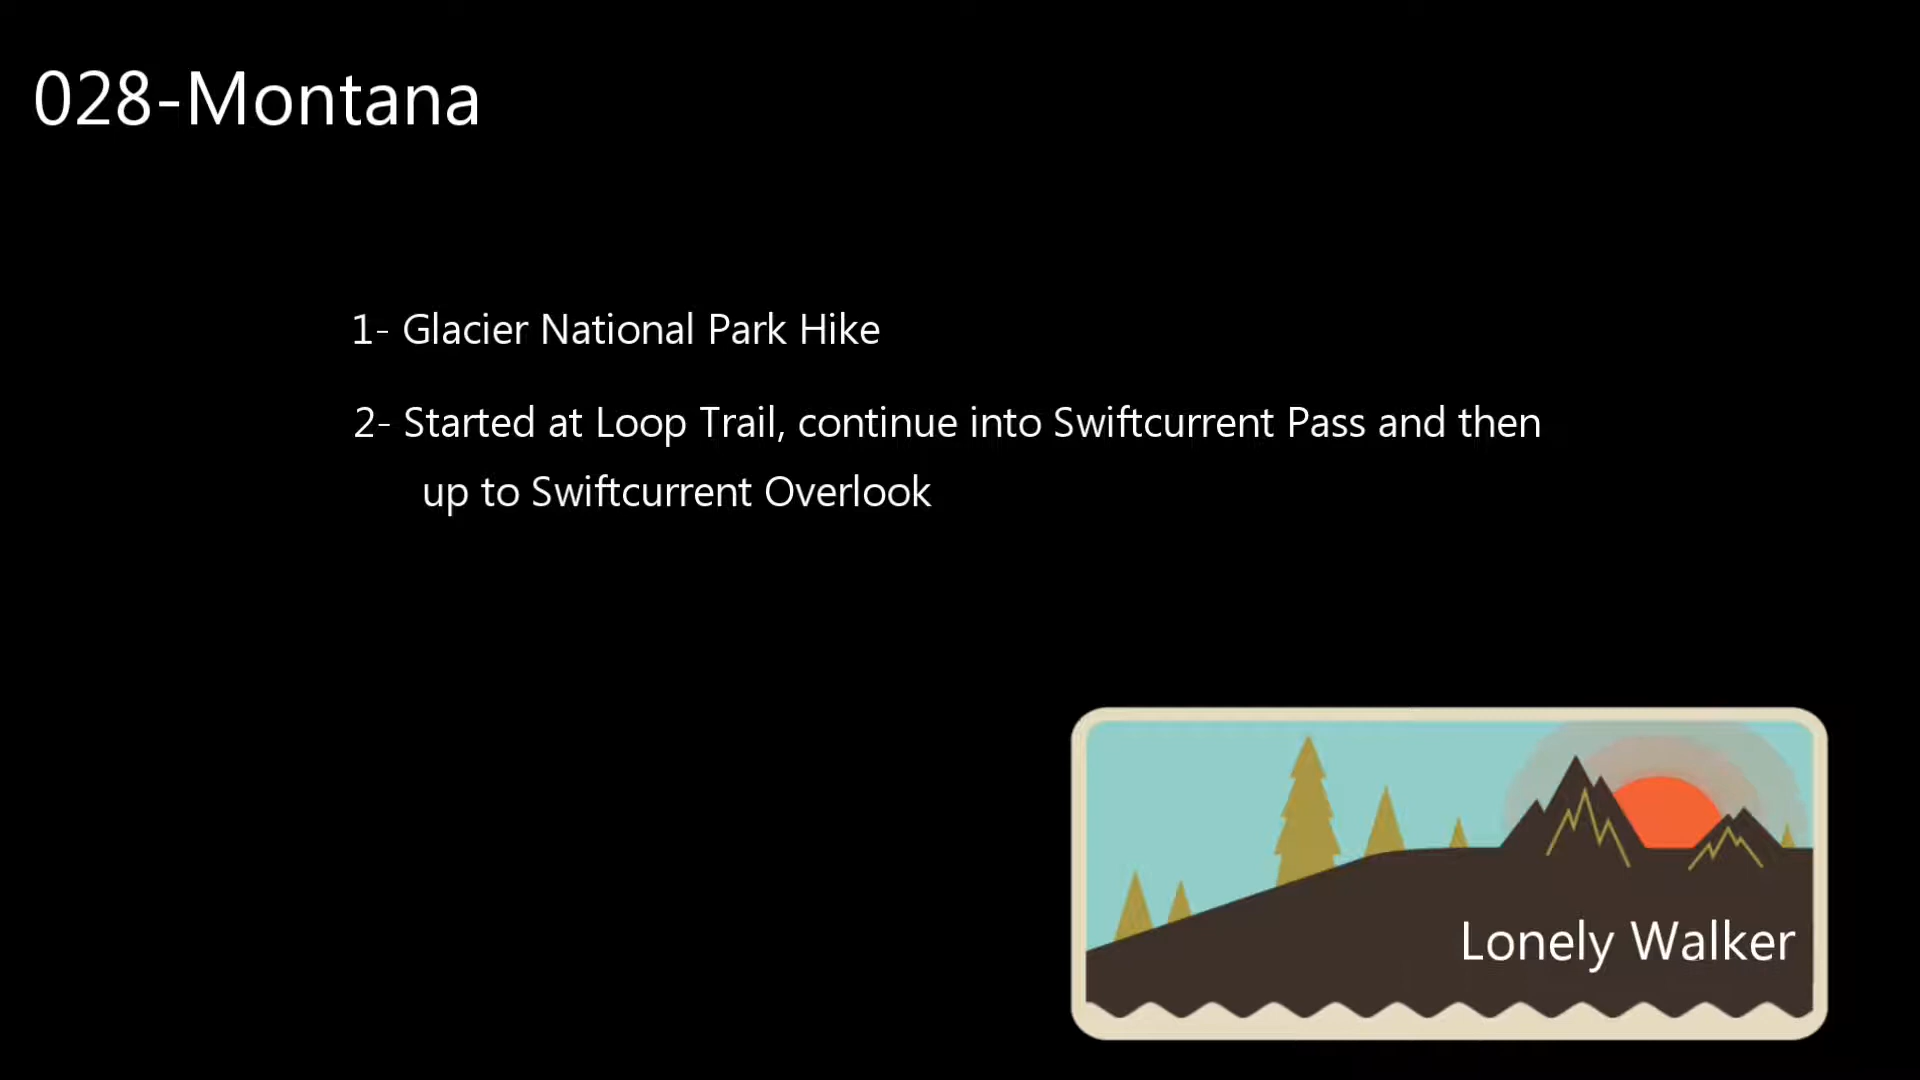 028-Montana
1- Glacier National Park Hike
2- Started at Loop Trail, continue into Swiftcurrent Pass and then
up to Swiftcurrent Overlook
Lonely Walker